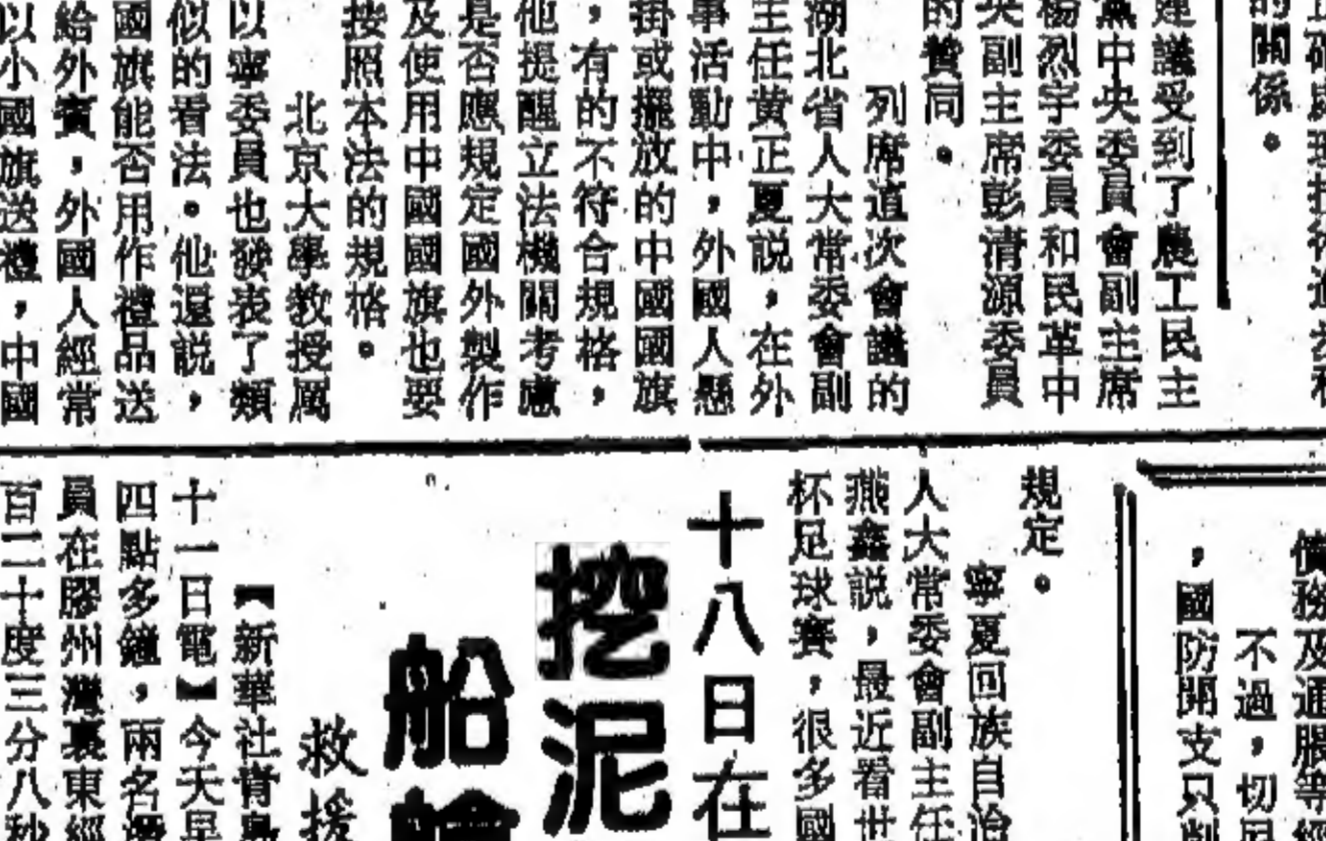 的關係。
建議受到了農工民主
黨中央委員會副主席
楊烈宇委員和民革中
央副主席彭清源委員
的贊同。
列席這次會議的
湖北省人大常委會副
主任黄正夏説，在外
事活動中，外國人懸
掛或擺放的中國國旗
，有的不符合規格，
他提醒立法機關考慮
是否應規定國外製作
及使用中國國旗也要
按照本法的規格。
北京大學教授厲
以寧委員也發表了類
似的看法。他還説，
國旗能否用作禮品送
給外賓，外國人經常
以小國旗送禮，中國
債務及通脹等經
不過，切尼
，國防開支只削
規定。
寧夏回族自治
人大常委會副主任
燕鑫説，最近看世
杯足球賽，很多國
十八日在
挖泥
船
救援
【新華社青島
十一日電】今天早
四點多鐘，兩名潛
員在膠州灣裏東經
百二十度三分八秒